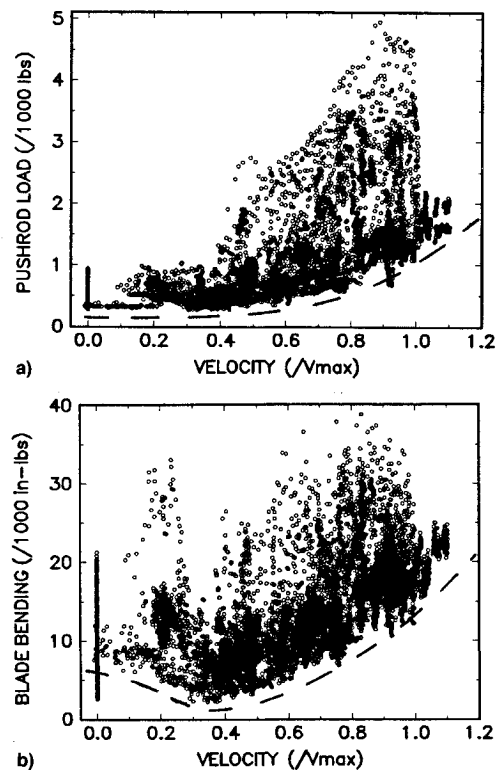 PUSHROD LOAD (/1000 lbs)
5
4
3
2
1
0
0.0 0.2 0.4 0.6 0.8 1.0 1.2
a) VELOCITY (/Vmax)
BLADE BENDING (/1000 in-lbs)
40
30
20
10
0
0.0 0.2 0.4 0.6 0.8 1.0 1.2
b) VELOCITY (/Vmax)